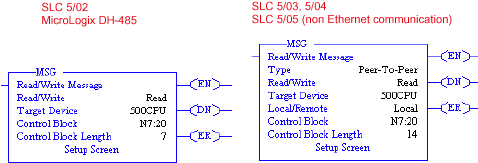 SLC 5/02
MicroLogix DH-485
MSG
Read/Write Message
Read/Write Read
Target Device 500CPU
Control Block N7:20
Control Block Length 7
Setup Screen
EN
DN
ER
SLC 5/03, 5/04
SLC 5/05 (non Ethernet communication)
MSG
Read/Write Message
Type Peer-To-Peer
Read/Write Read
Target Device 500CPU
Local/Remote Local
Control Block N7:20
Control Block Length 14
Setup Screen
EN
DN
ER